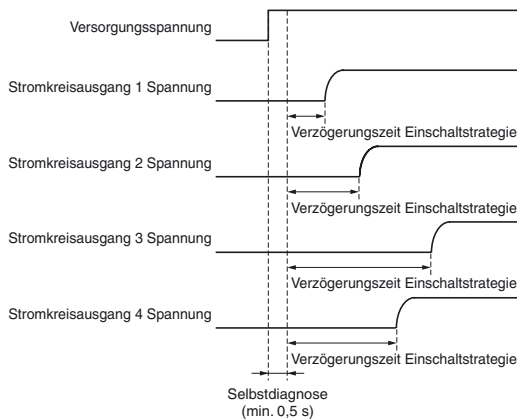 Versorgungsspannung
Stromkreisausgang 1 Spannung
Verzögerungszeit Einschaltstrategie
Stromkreisausgang 2 Spannung
Verzögerungszeit Einschaltstrategie
Stromkreisausgang 3 Spannung
Verzögerungszeit Einschaltstrategie
Stromkreisausgang 4 Spannung
Verzögerungszeit Einschaltstrategie
Selbstdiagnose
(min. 0,5 s)